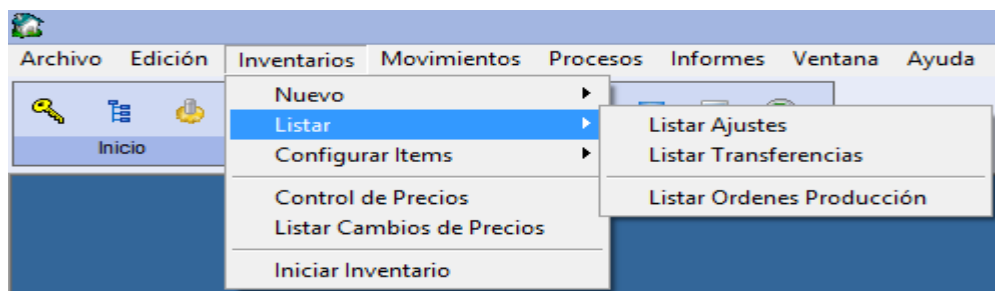 Archivo Edición Inventarios Movimientos Procesos Informes Ventana Ayuda
Inicio
Nuevo
Listar
Configurar Items
Control de Precios
Listar Cambios de Precios
Iniciar Inventario
Listar Ajustes
Listar Transferencias
Listar Ordenes Producción